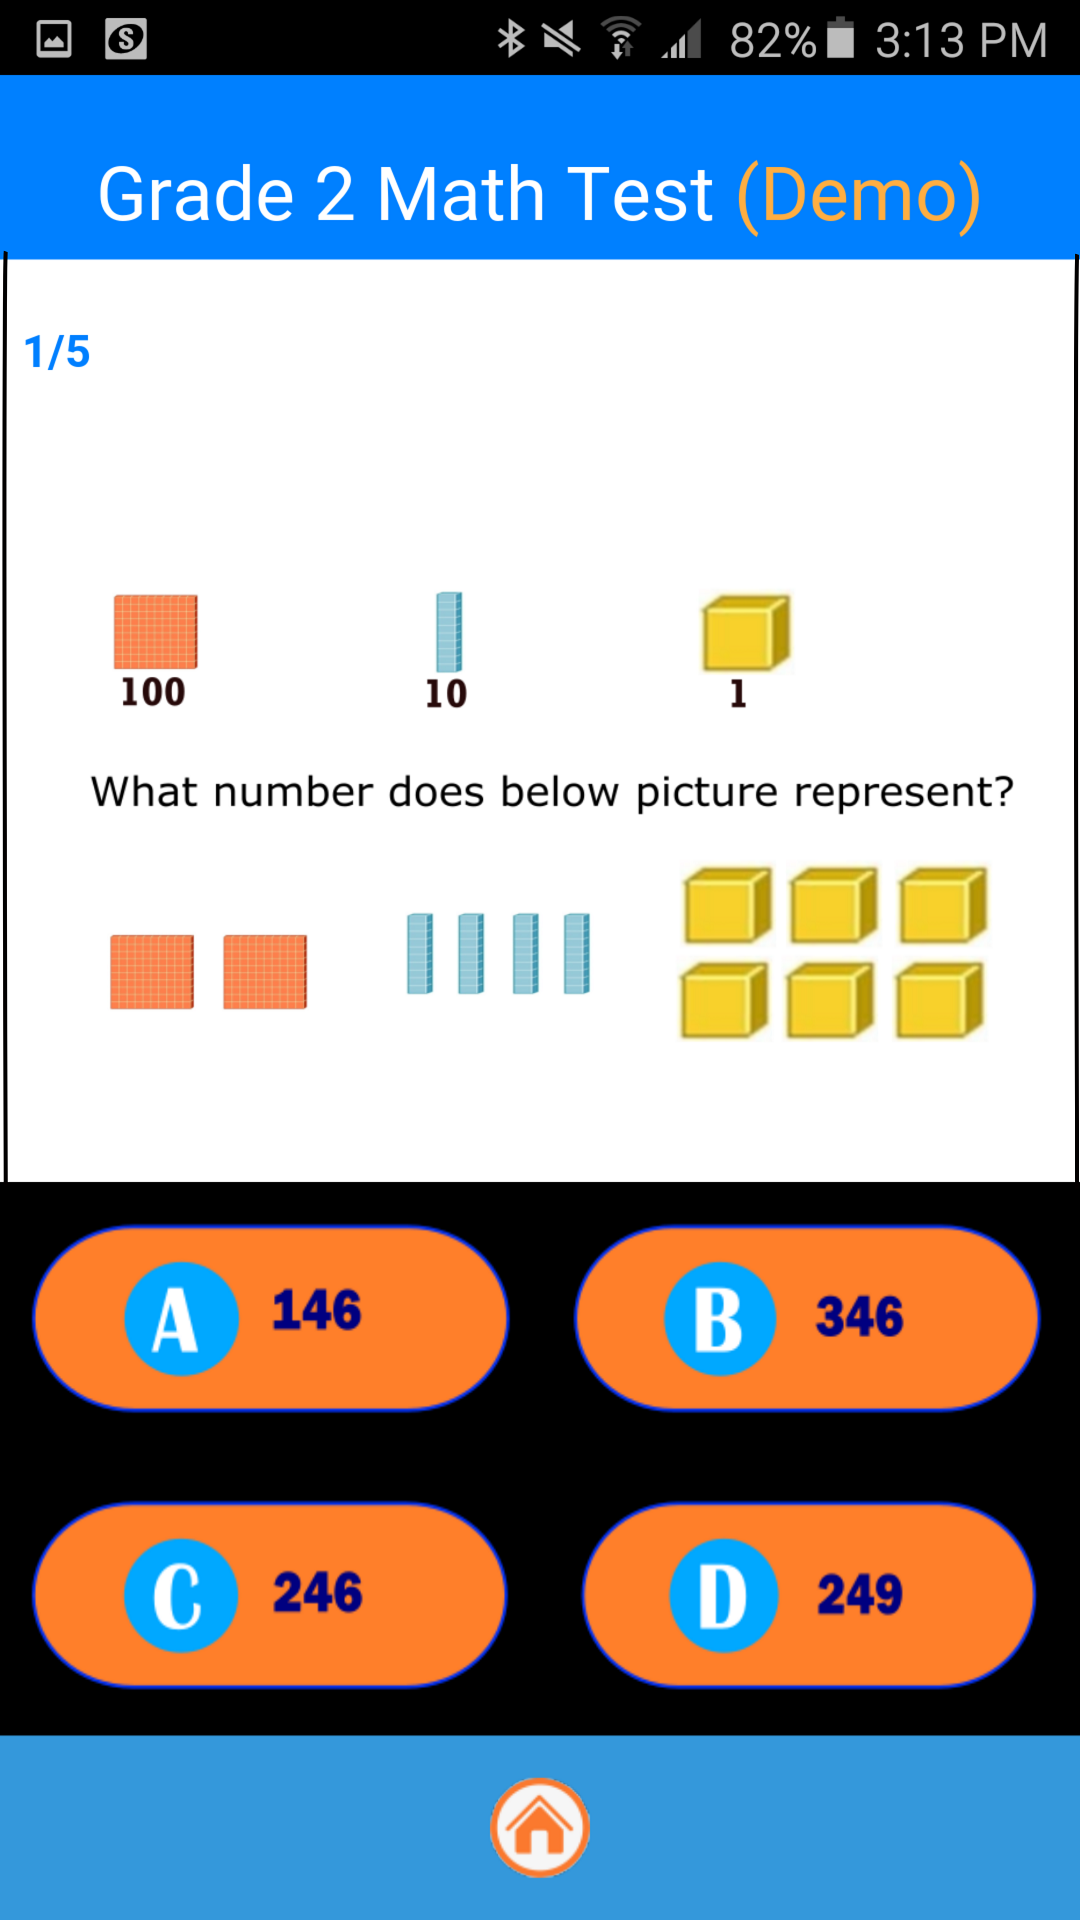 S 82% 3:13 PM
Grade 2 Math Test (Demo)
1/5
100 10 1
What number does below picture represent?
A 146 B 346
C 246 D 249